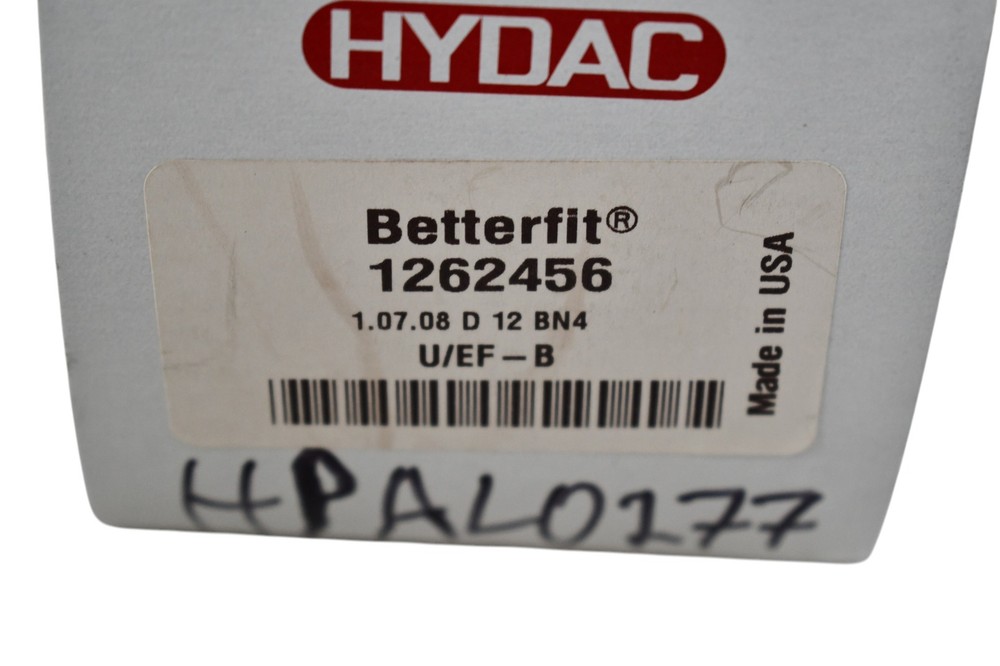 HYDAC
Betterfit®
1262456
1.07.08 D 12 BN4
U/EF – B
Made in USA
HPAL0177